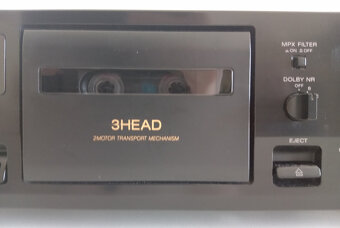 MPX FILTER
ON OFF
DOLBY NR
OFF
B
C
3HEAD
2MOTOR TRANSPORT MECHANISM
EJECT